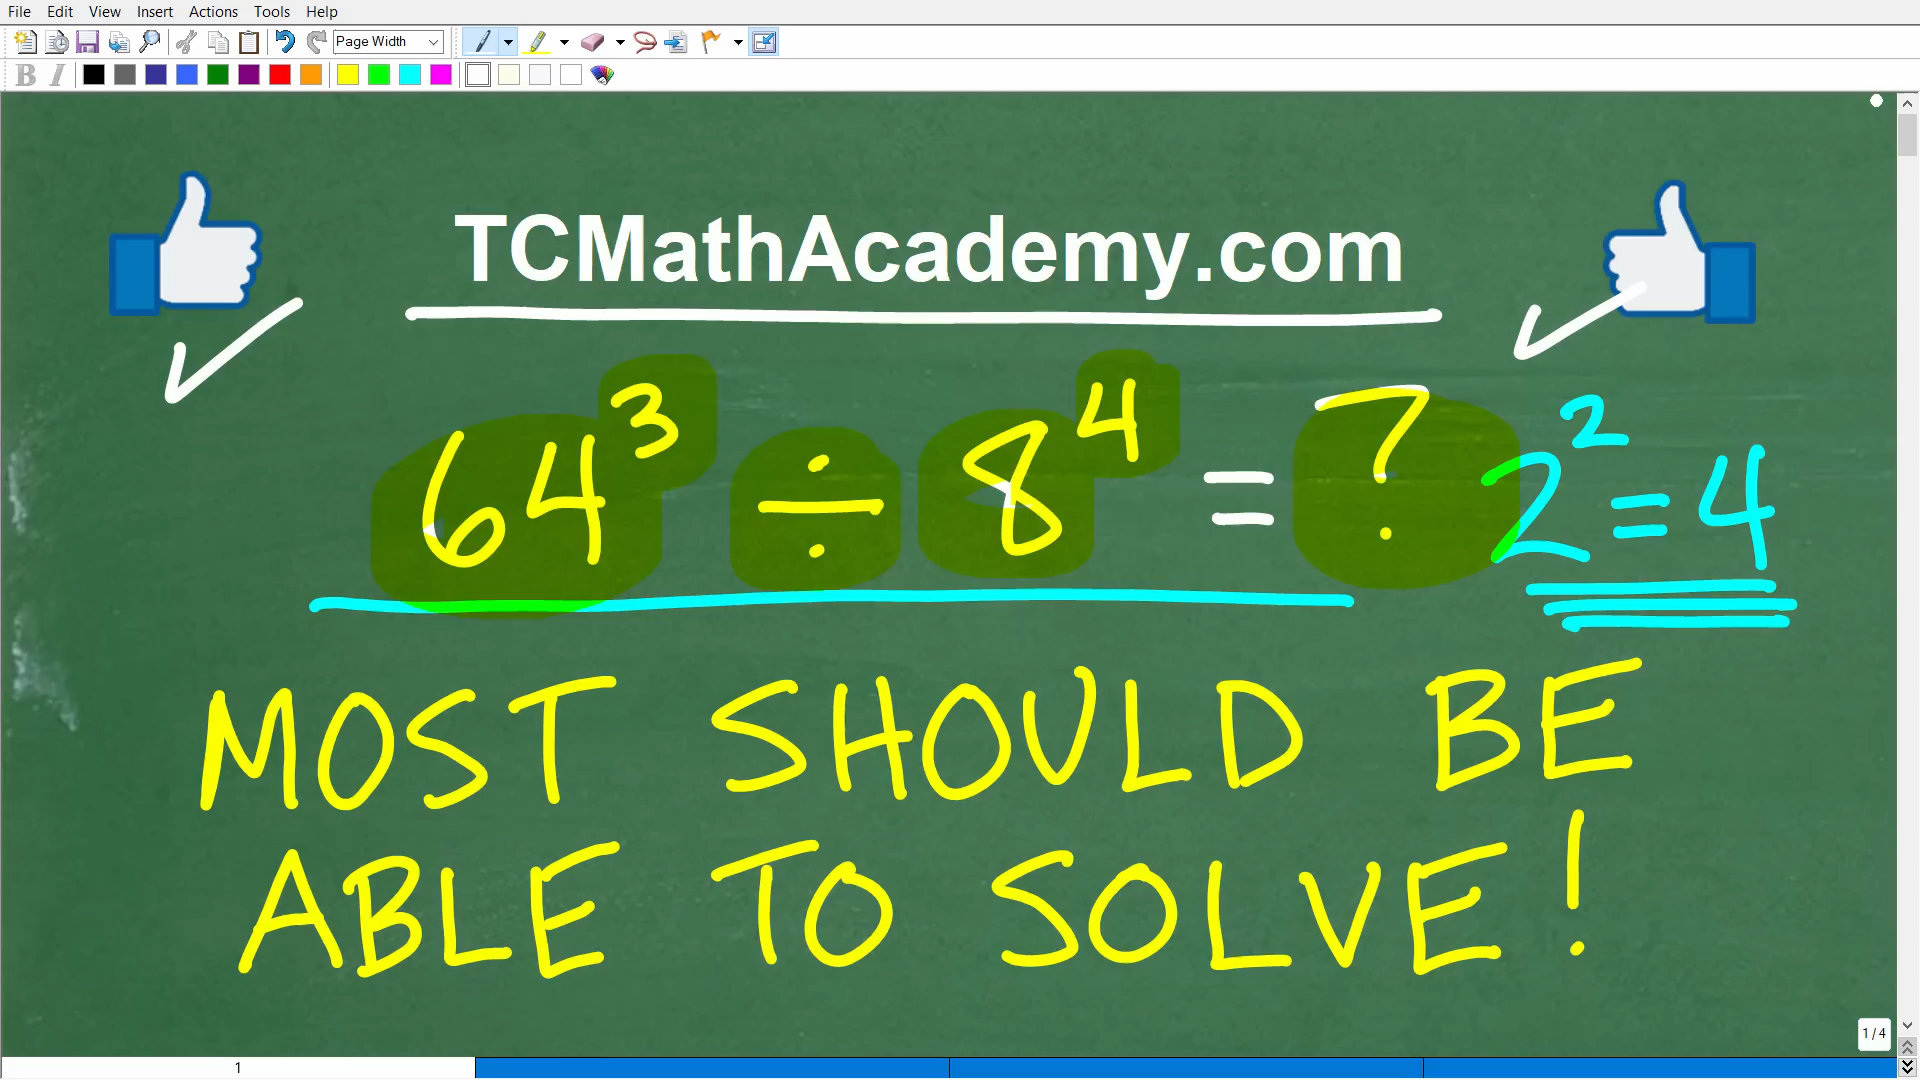 File Edit View Insert Actions Tools Help
Page Width
B I
TCMathAcademy.com
64³ ÷ 8⁴ = ? 2² = 4
MOST SHOULD BE
ABLE TO SOLVE!
1 / 4
1